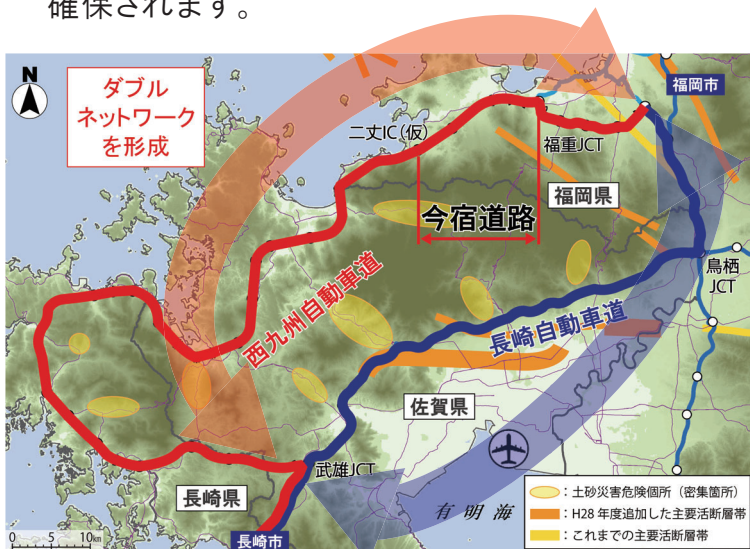 確保されます。
N
ダブル
ネットワーク
を形成
福岡市
二丈IC(仮)
福重JCT
福岡県
今宿道路
鳥栖
JCT
西九州自動車道
長崎自動車道
佐賀県
武雄JCT
長崎県
有明海
長崎市
0 5 10km
：土砂災害危険個所（密集箇所）
：H28年度追加した主要活断層帯
：これまでの主要活断層帯